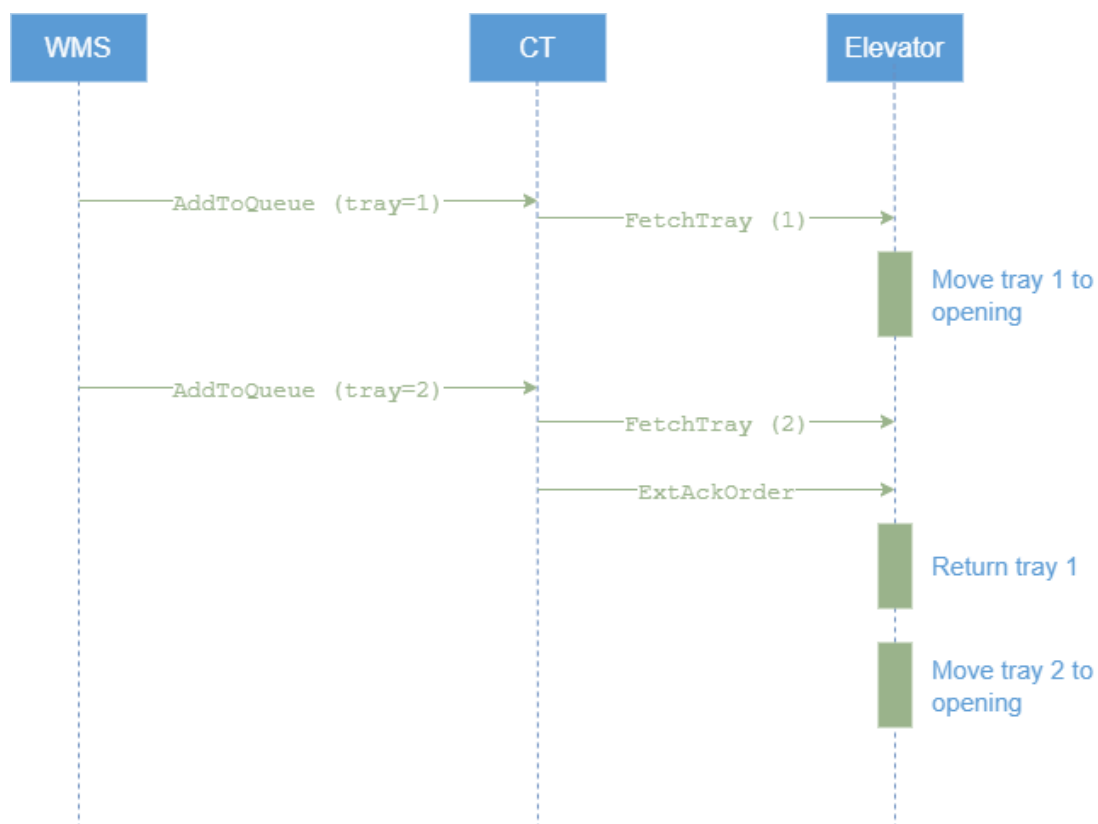 WMS
CT
Elevator
AddToQueue (tray=1)
FetchTray (1)
Move tray 1 to
opening
AddToQueue (tray=2)
FetchTray (2)
ExtAckOrder
Return tray 1
Move tray 2 to
opening